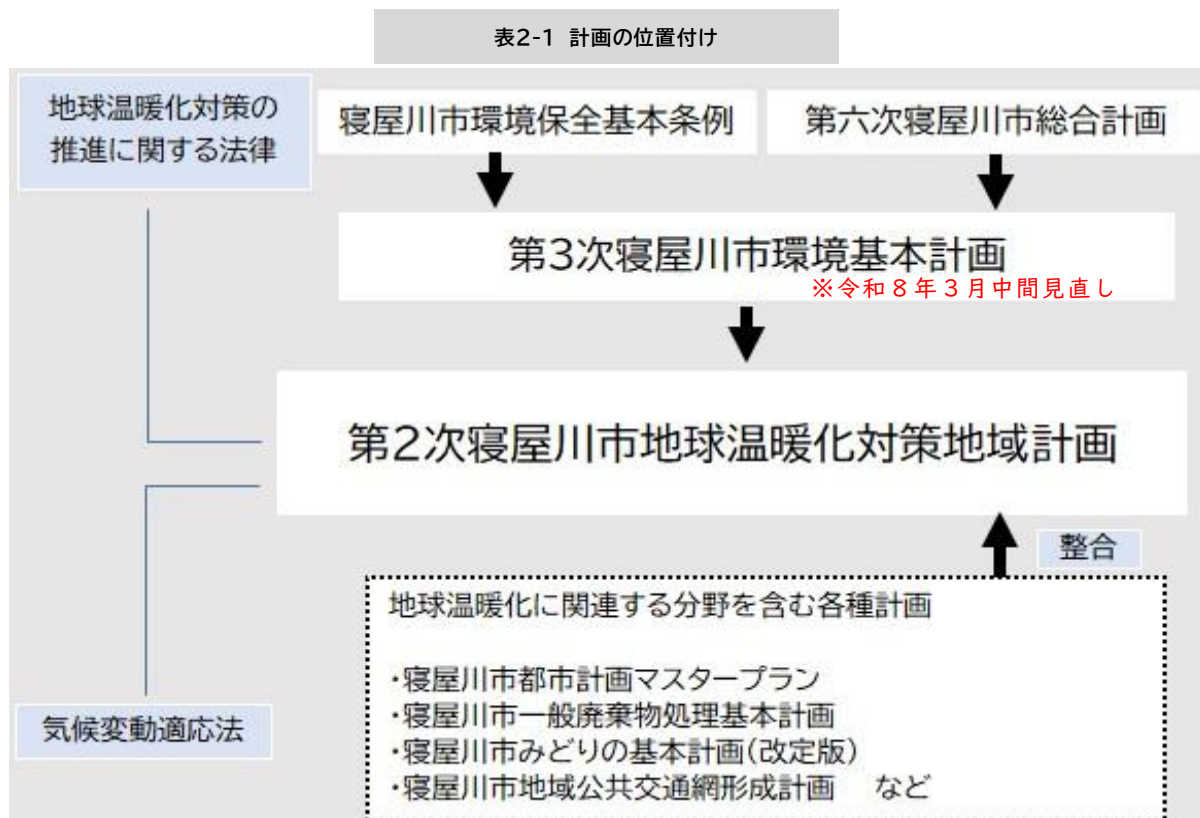 表2-1 計画の位置付け
地球温暖化対策の
推進に関する法律
寝屋川市環境保全基本条例
第六次寝屋川市総合計画
第3次寝屋川市環境基本計画
※令和8年3月中間見直し
第2次寝屋川市地球温暖化対策地域計画
整合
地球温暖化に関連する分野を含む各種計画
・寝屋川市都市計画マスタープラン
・寝屋川市一般廃棄物処理基本計画
・寝屋川市みどりの基本計画(改定版)
・寝屋川市地域公共交通網形成計画 など
気候変動適応法